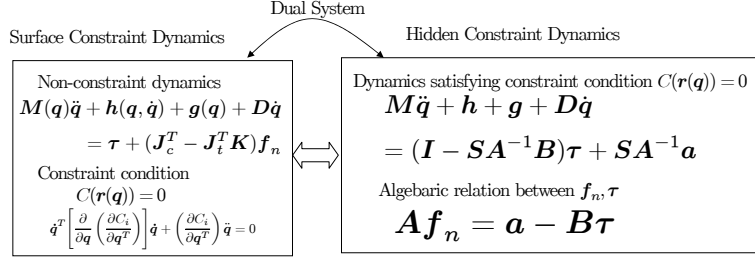 Dual System
Surface Constraint Dynamics
Non-constraint dynamics
M(q)q̈ + h(q, q̇) + g(q) + Dq̇
= τ + (J_c^T − J_t^T K)f_n
Constraint condition
C(r(q)) = 0
q̇^T [∂/∂q (∂C_i/∂q^T)] q̇ + (∂C_i/∂q^T) q̈ = 0
Hidden Constraint Dynamics
Dynamics satisfying constraint condition C(r(q)) = 0
Mq̈ + h + g + Dq̇
= (I − SA^{-1}B)τ + SA^{-1}a
Algebaric relation between f_n, τ
Af_n = a − Bτ